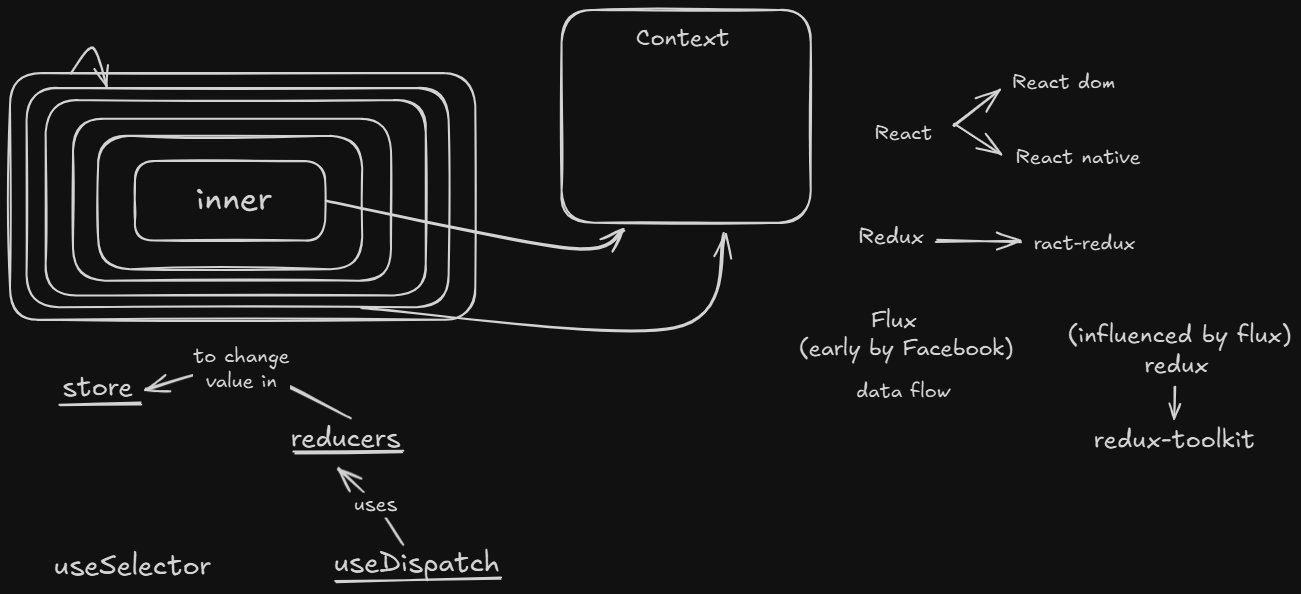 Context
inner
React
React dom
React native
Redux
ract-redux
Flux
(early by Facebook)
data flow
(influenced by flux)
redux
redux-toolkit
to change
value in
store
reducers
uses
useSelector
useDispatch